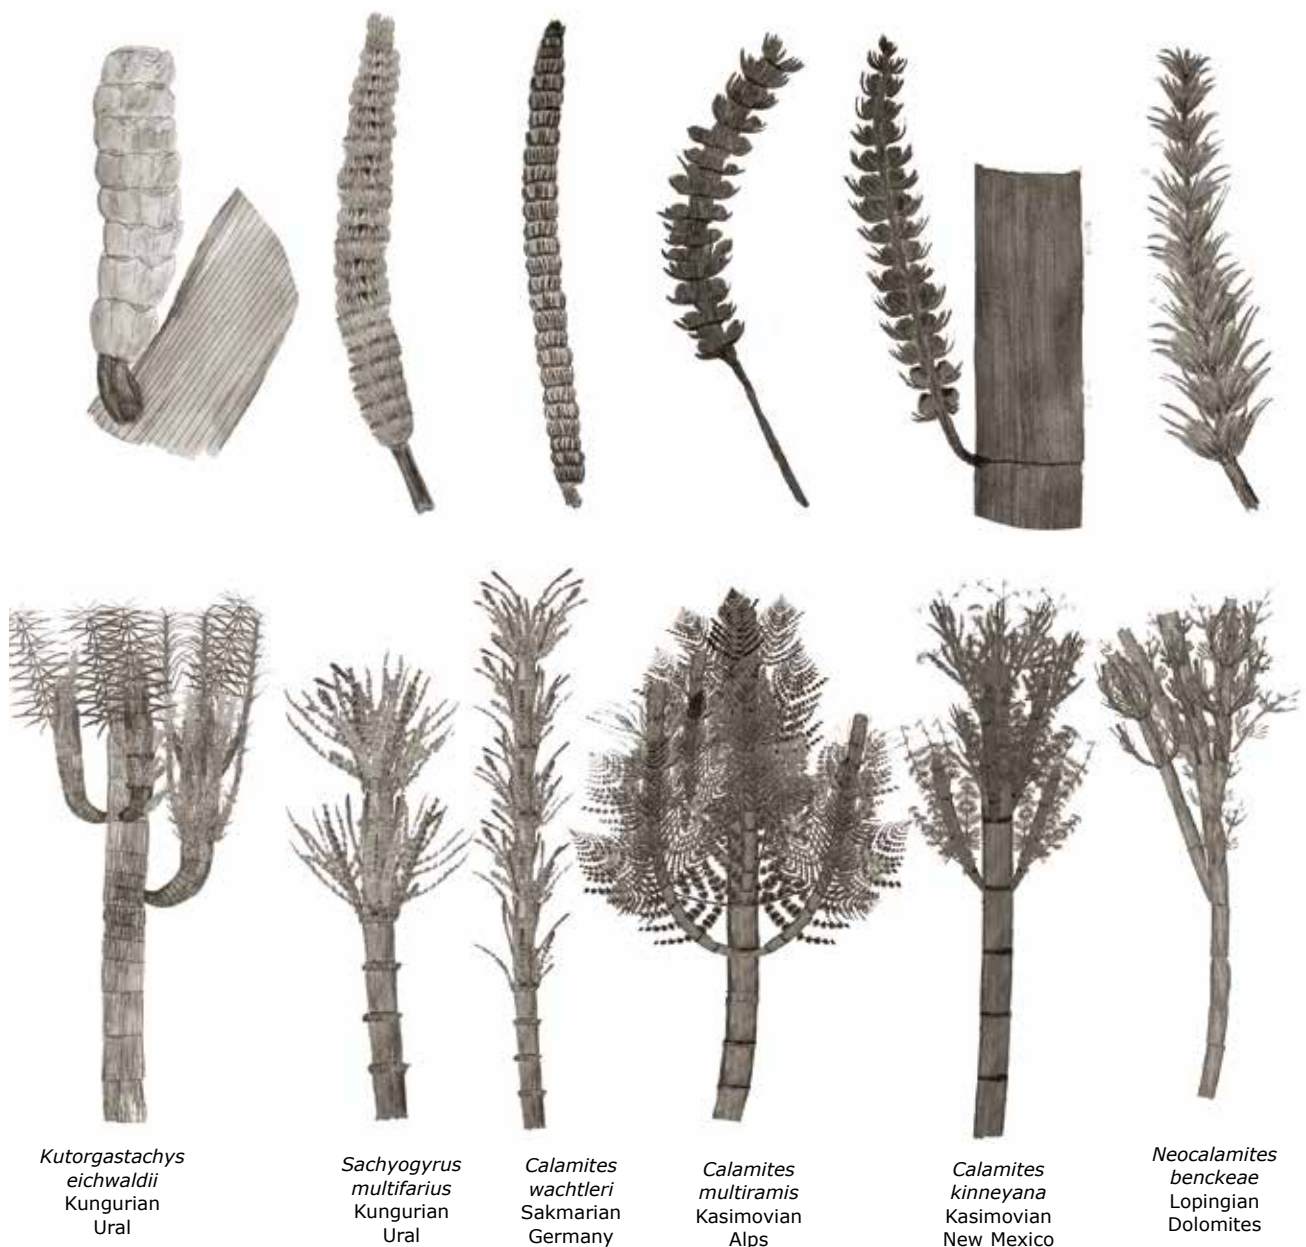 Kutorgastachys
eichwaldii
Kungurian
Ural
Sachyogyrus
multifarius
Kungurian
Ural
Calamites
wachtleri
Sakmarian
Germany
Calamites
multiramis
Kasimovian
Alps
Calamites
kinneyana
Kasimovian
New Mexico
Neocalamites
benckeae
Lopingian
Dolomites